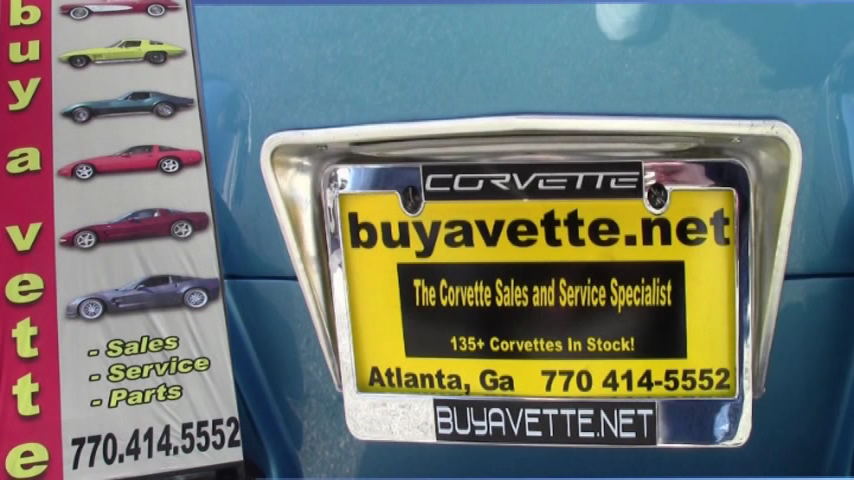 buy a vette
- Sales
- Service
- Parts
770.414.5552
CORVETTE
buyavette.net
The Corvette Sales and Service Specialist
135+ Corvettes In Stock!
Atlanta, Ga 770 414-5552
BUYAVETTE.NET